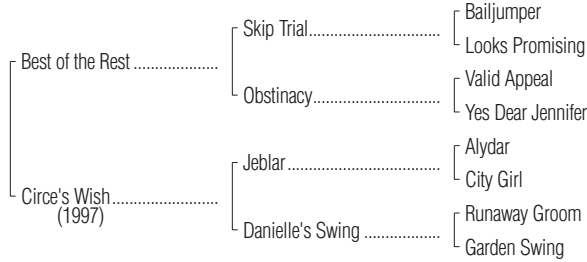 Bailjumper
Skip Trial
Looks Promising
Best of the Rest
Valid Appeal
Obstinacy
Yes Dear Jennifer
Alydar
Jeblar
City Girl
Circe's Wish
(1997)
Runaway Groom
Danielle's Swing
Garden Swing